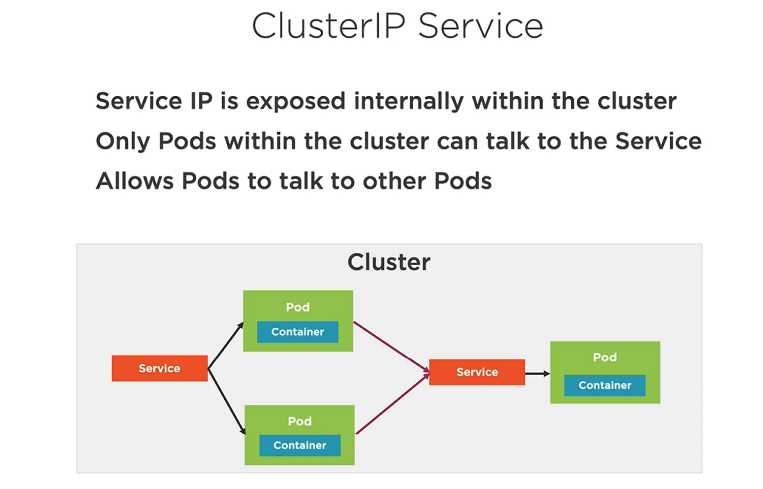 ClusterIP Service
Service IP is exposed internally within the cluster
Only Pods within the cluster can talk to the Service
Allows Pods to talk to other Pods
Cluster
Pod
Container
Service
Pod
Container
Service
Pod
Container